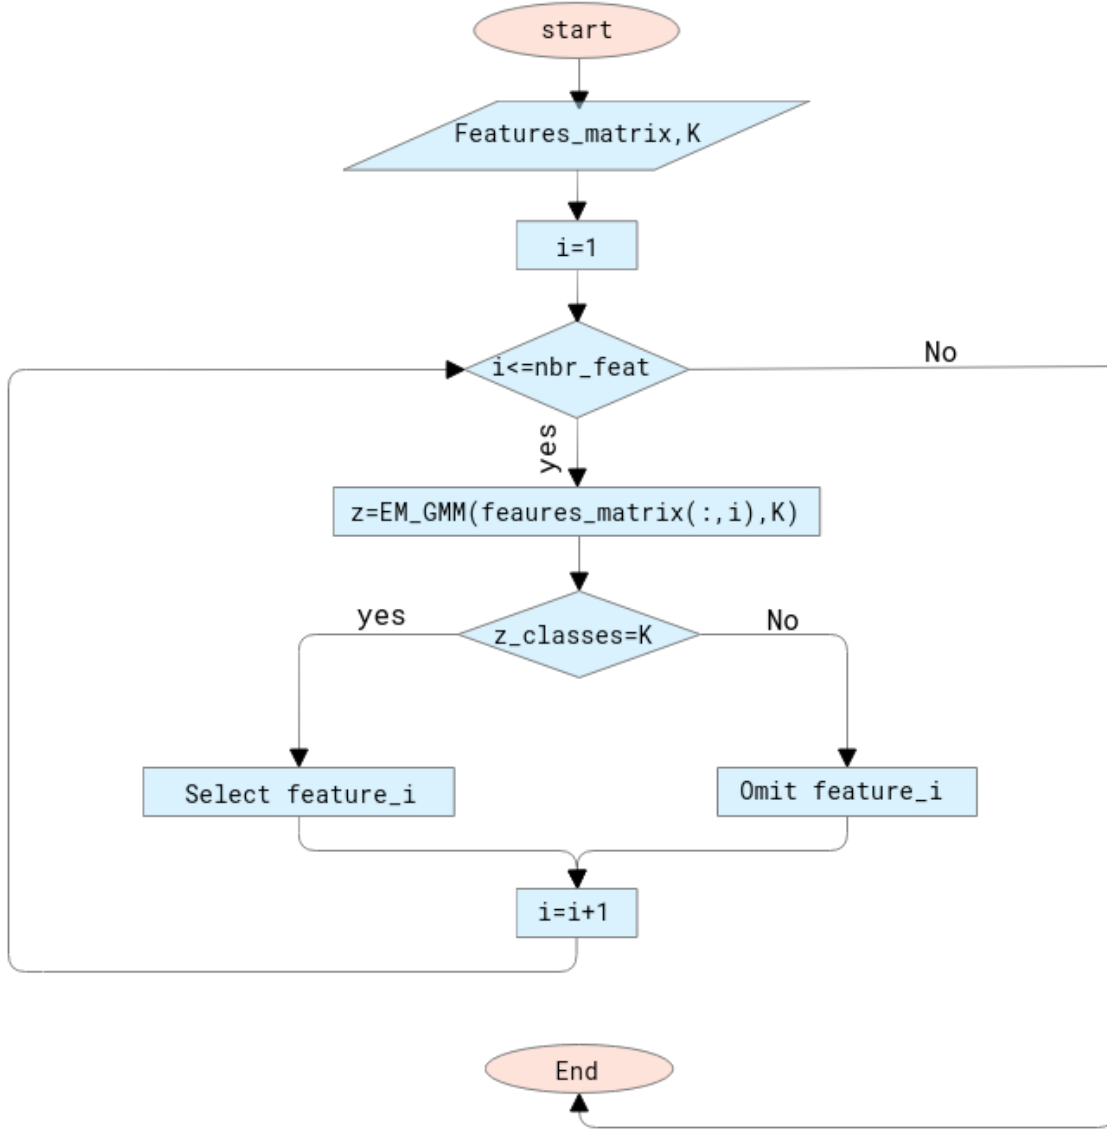 start
Features_matrix,K
i=1
i<=nbr_feat
No
yes
z=EM_GMM(feaures_matrix(:,i),K)
yes
z_classes=K
No
Select feature_i
Omit feature_i
i=i+1
End